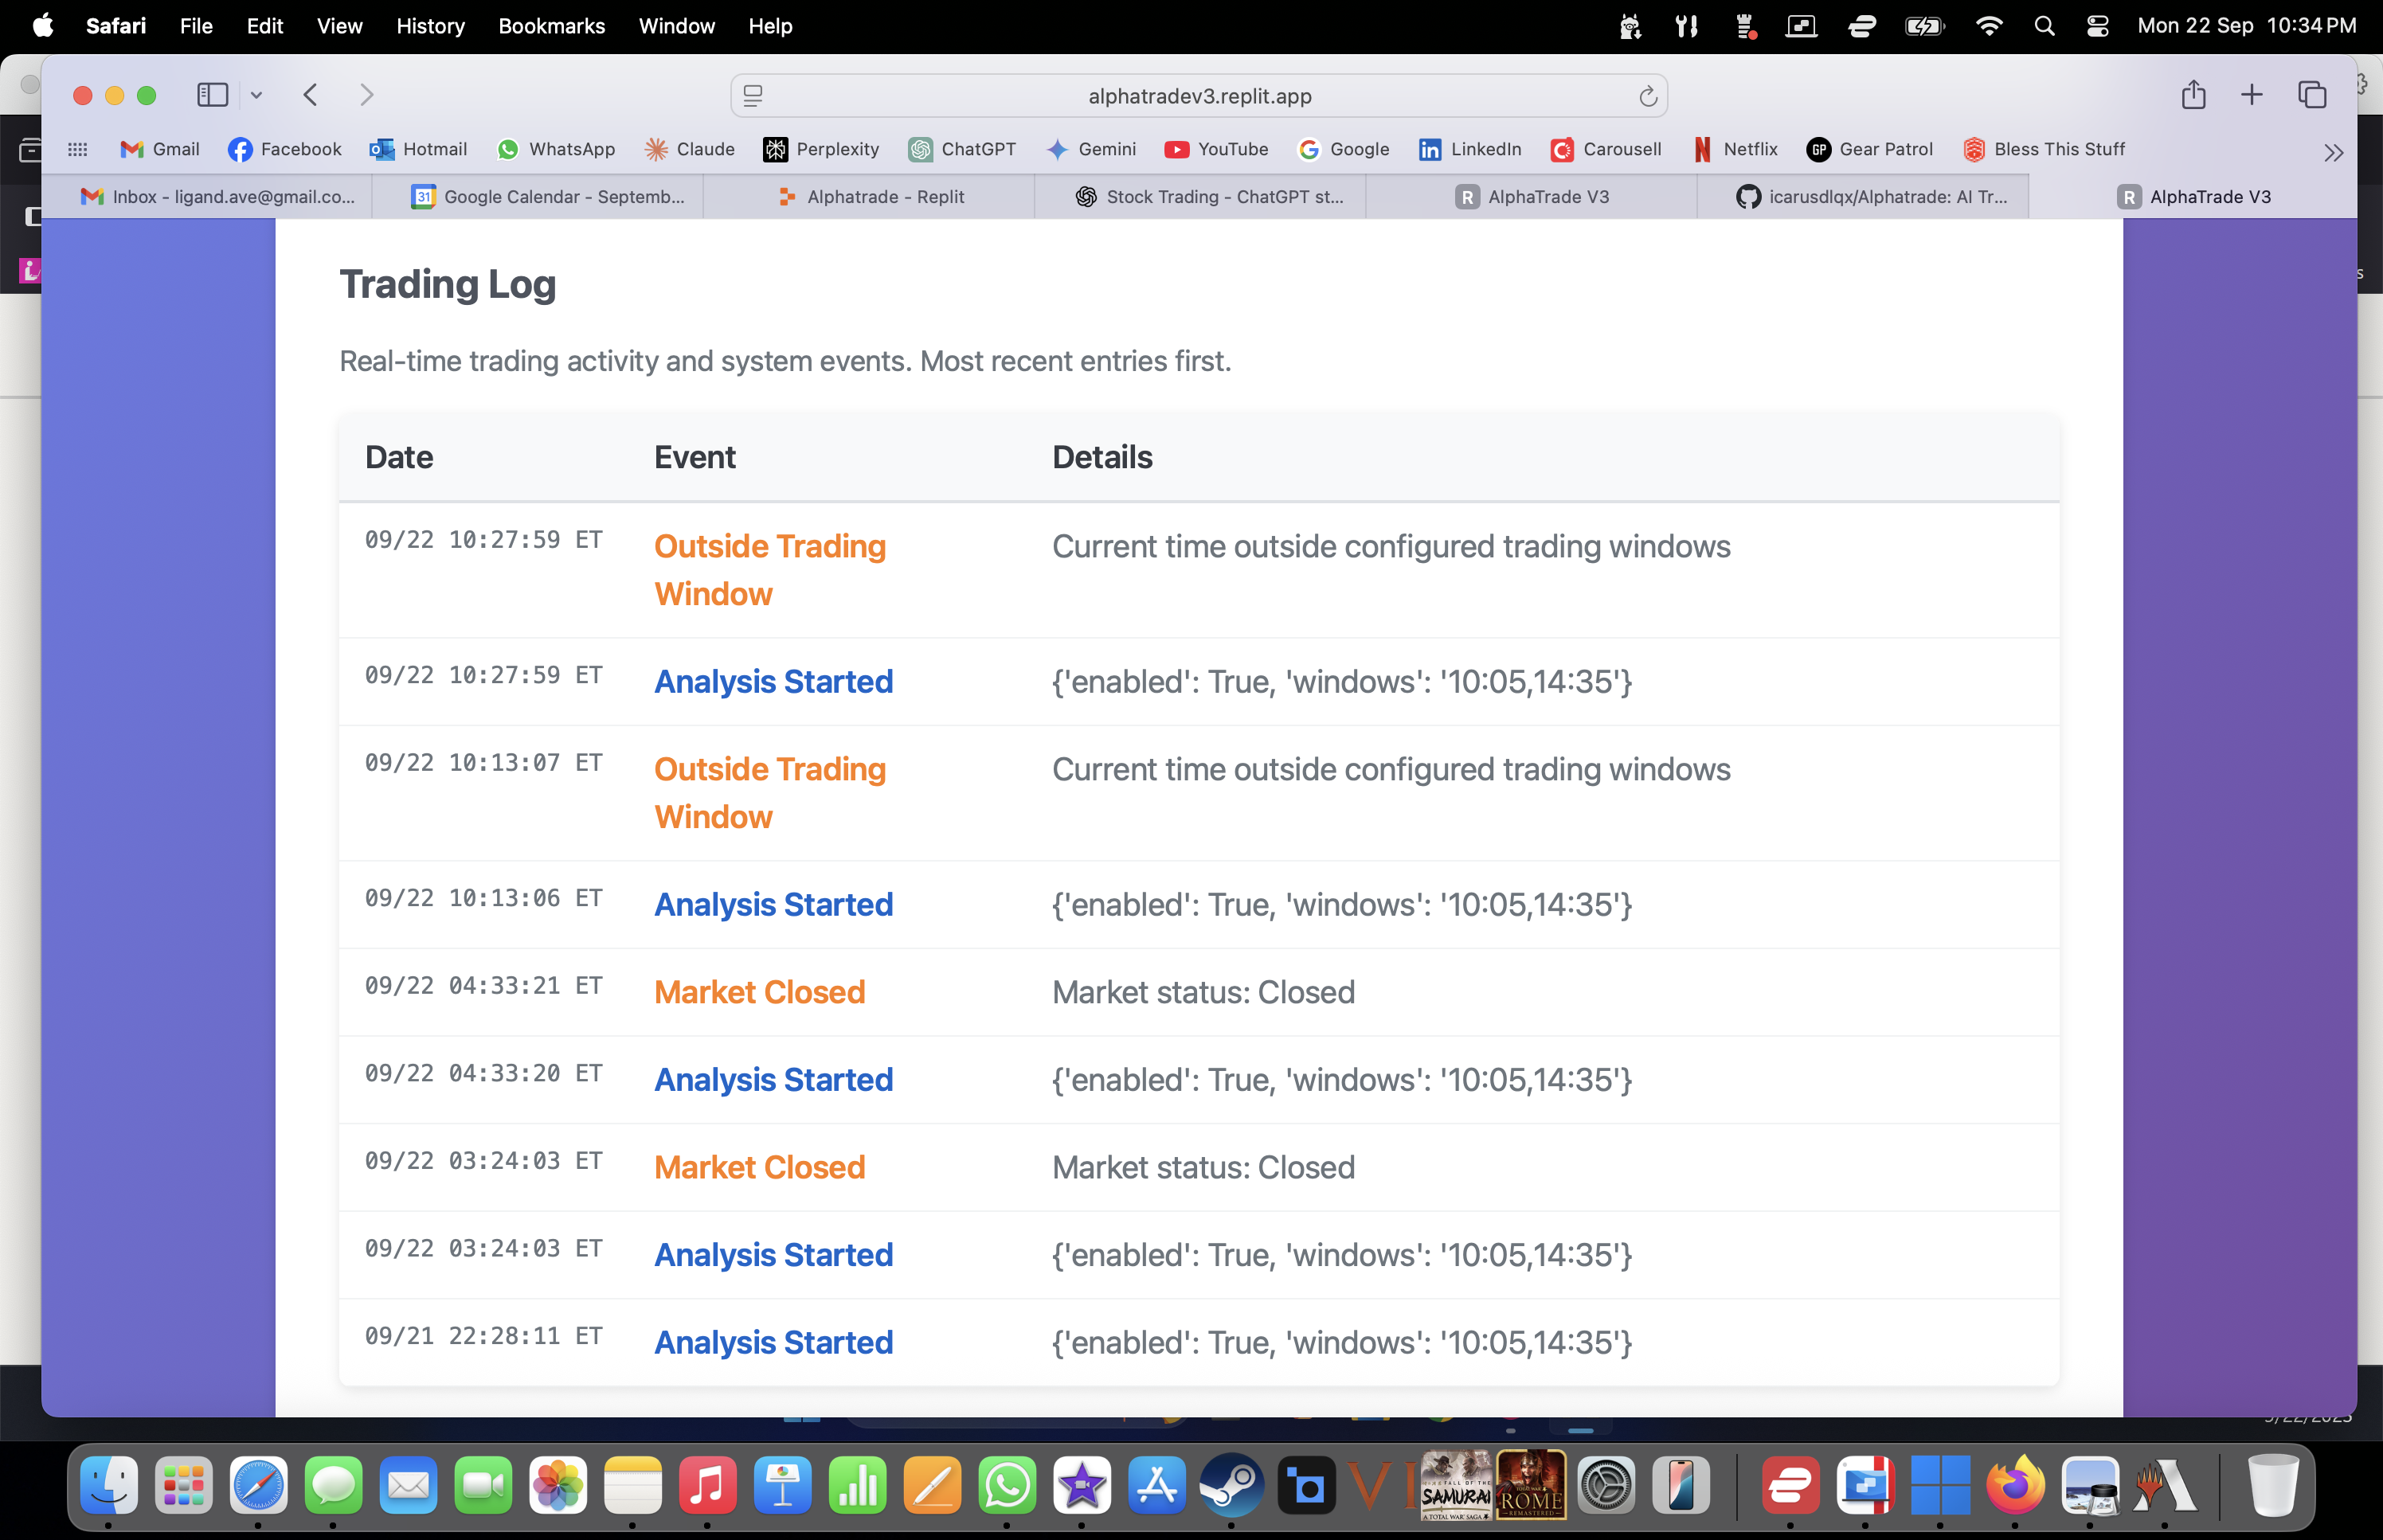 Safari File Edit View History Bookmarks Window Help Mon 22 Sep 10:34 PM
alphatradev3.replit.app
Gmail Facebook Hotmail WhatsApp Claude Perplexity ChatGPT Gemini YouTube Google LinkedIn Carousell Netflix GP Gear Patrol Bless This Stuff
Inbox - ligand.ave@gmail.co... 31 Google Calendar - Septemb... Alphatrade - Replit Stock Trading - ChatGPT st... R AlphaTrade V3 icarusdlqx/Alphatrade: AI Tr... R AlphaTrade V3
Trading Log
Real-time trading activity and system events. Most recent entries first.
Date Event Details
09/22 10:27:59 ET Outside Trading Current time outside configured trading windows
Window
09/22 10:27:59 ET Analysis Started {'enabled': True, 'windows': '10:05,14:35'}
09/22 10:13:07 ET Outside Trading Current time outside configured trading windows
Window
09/22 10:13:06 ET Analysis Started {'enabled': True, 'windows': '10:05,14:35'}
09/22 04:33:21 ET Market Closed Market status: Closed
09/22 04:33:20 ET Analysis Started {'enabled': True, 'windows': '10:05,14:35'}
09/22 03:24:03 ET Market Closed Market status: Closed
09/22 03:24:03 ET Analysis Started {'enabled': True, 'windows': '10:05,14:35'}
09/21 22:28:11 ET Analysis Started {'enabled': True, 'windows': '10:05,14:35'}
VI SAMURAI ROME
A TOTAL WAR SAGA REMASTERED